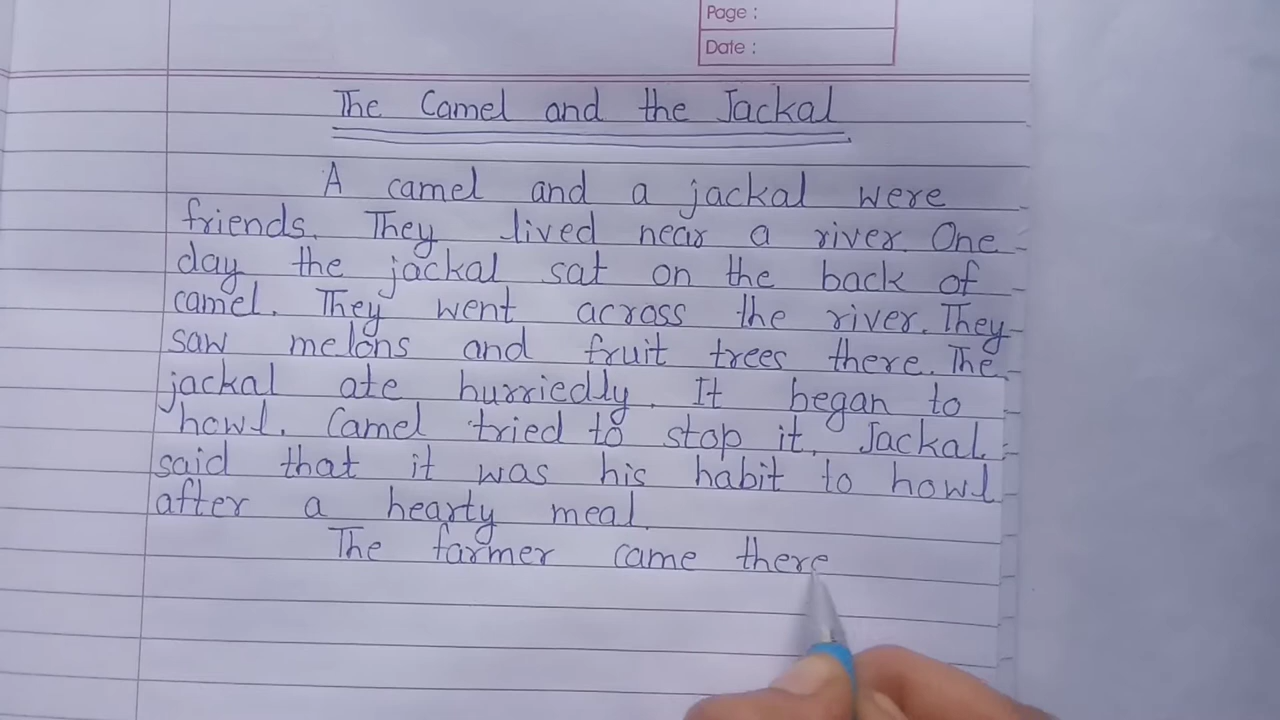 Page :
Date :
The Camel and the Jackal
A camel and a jackal were
friends. They lived near a river. One
day the jackal sat on the back of
camel. They went across the river. They
saw melons and fruit trees there. The
jackal ate hurriedly. It began to
howl. Camel tried to stop it. Jackal
said that it was his habit to howl
after a hearty meal.
The farmer came there